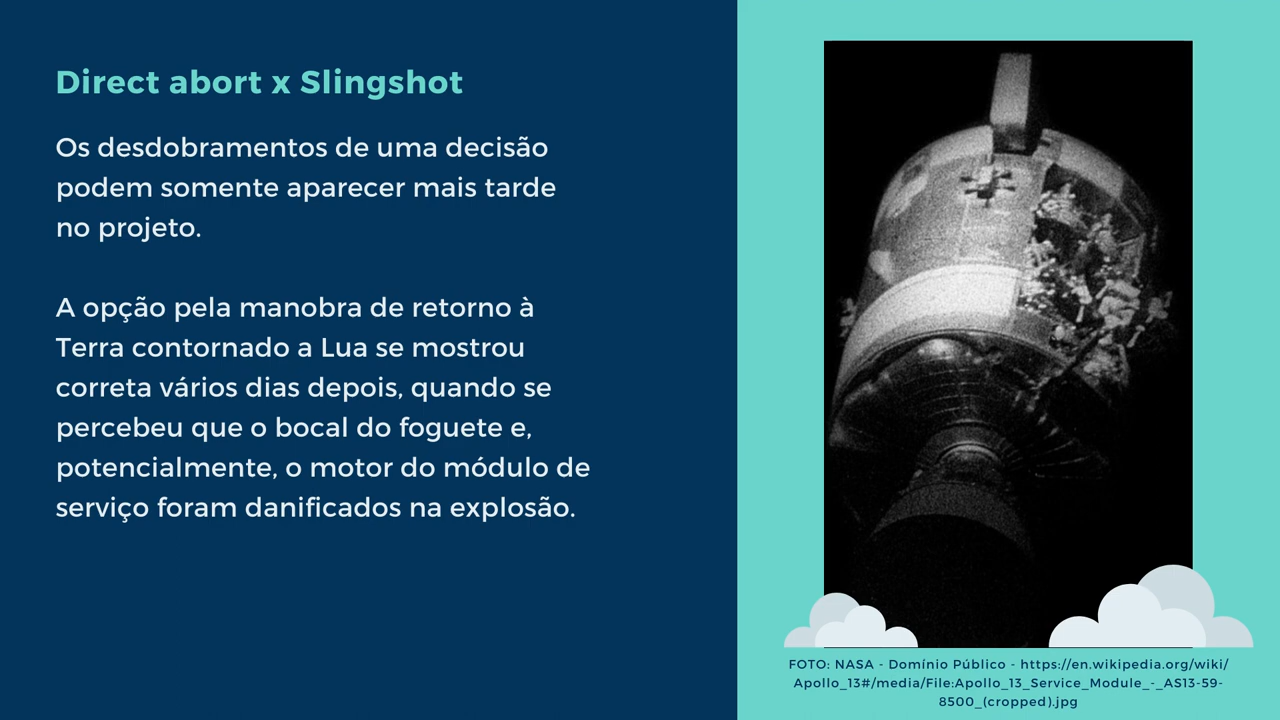 Direct abort x Slingshot
Os desdobramentos de uma decisão
podem somente aparecer mais tarde
no projeto.
A opção pela manobra de retorno à
Terra contornado a Lua se mostrou
correta vários dias depois, quando se
percebeu que o bocal do foguete e,
potencialmente, o motor do módulo de
serviço foram danificados na explosão.
FOTO: NASA - Domínio Público - https://en.wikipedia.org/wiki/
Apollo_13#/media/File:Apollo_13_Service_Module_-_AS13-59-
8500_(cropped).jpg